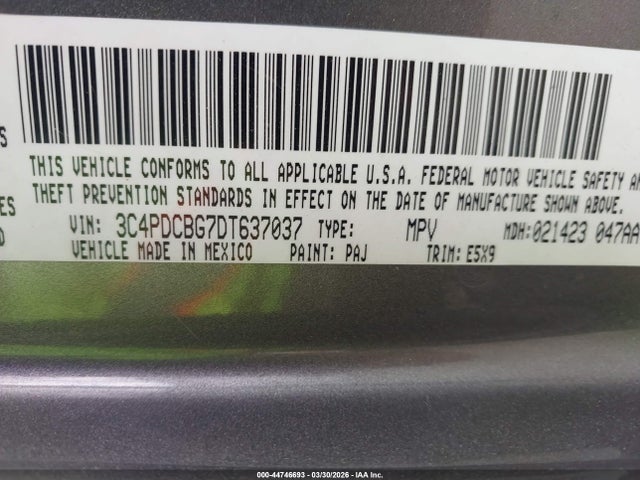 S
THIS VEHICLE CONFORMS TO ALL APPLICABLE U.S.A. FEDERAL MOTOR VEHICLE SAFETY AN
THEFT PREVENTION STANDARDS IN EFFECT ON THE DATE OF MANUFACTURE SHOWN ABOVE.
ES
D VIN: 3C4PDCBG7DT637037 TYPE: MPV MDH:021423 047AA
VEHICLE MADE IN MEXICO PAINT: PAJ TRIM: E5X9
000-44746693 - 03/30/2026 - IAA Inc.